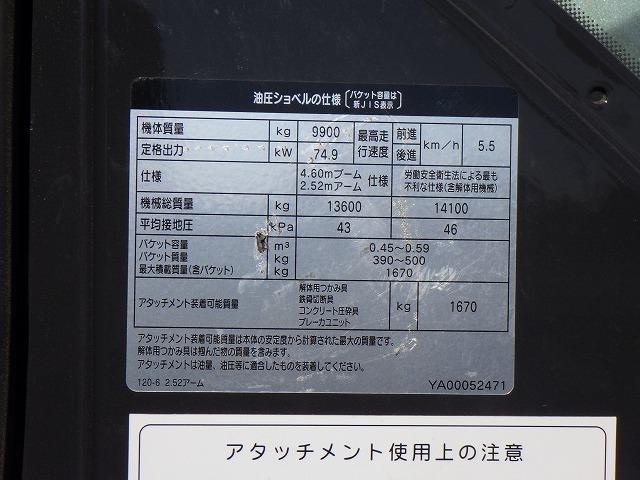 油圧ショベルの仕様 バケット容量は
新JIS表示
機体質量 kg 9900 最高走行速度 前進 後進 km/h 5.5
定格出力 kW 74.9
仕様 4.60mブーム 2.52mアーム 仕様 労働安全衛生法による最も不利な仕様(含解体用機械)
機械総質量 kg 13600 14100
平均接地圧 kPa 43 46
バケット容量 m³ 0.45～0.59
バケット質量 kg 390～500
最大積載質量(含バケット) kg 1670
アタッチメント装着可能質量 解体用つかみ具 鉄骨切断具 コンクリート圧砕具 ブレーカユニット kg 1670
アタッチメント装着可能質量は本体の安定度から計算された最大の質量です。
解体用つかみ具は掴んだ物の質量を含みます。
アタッチメントは油量、油圧等に適合したものを装着してください。
120-6 2.52アーム YA00052471
アタッチメント使用上の注意